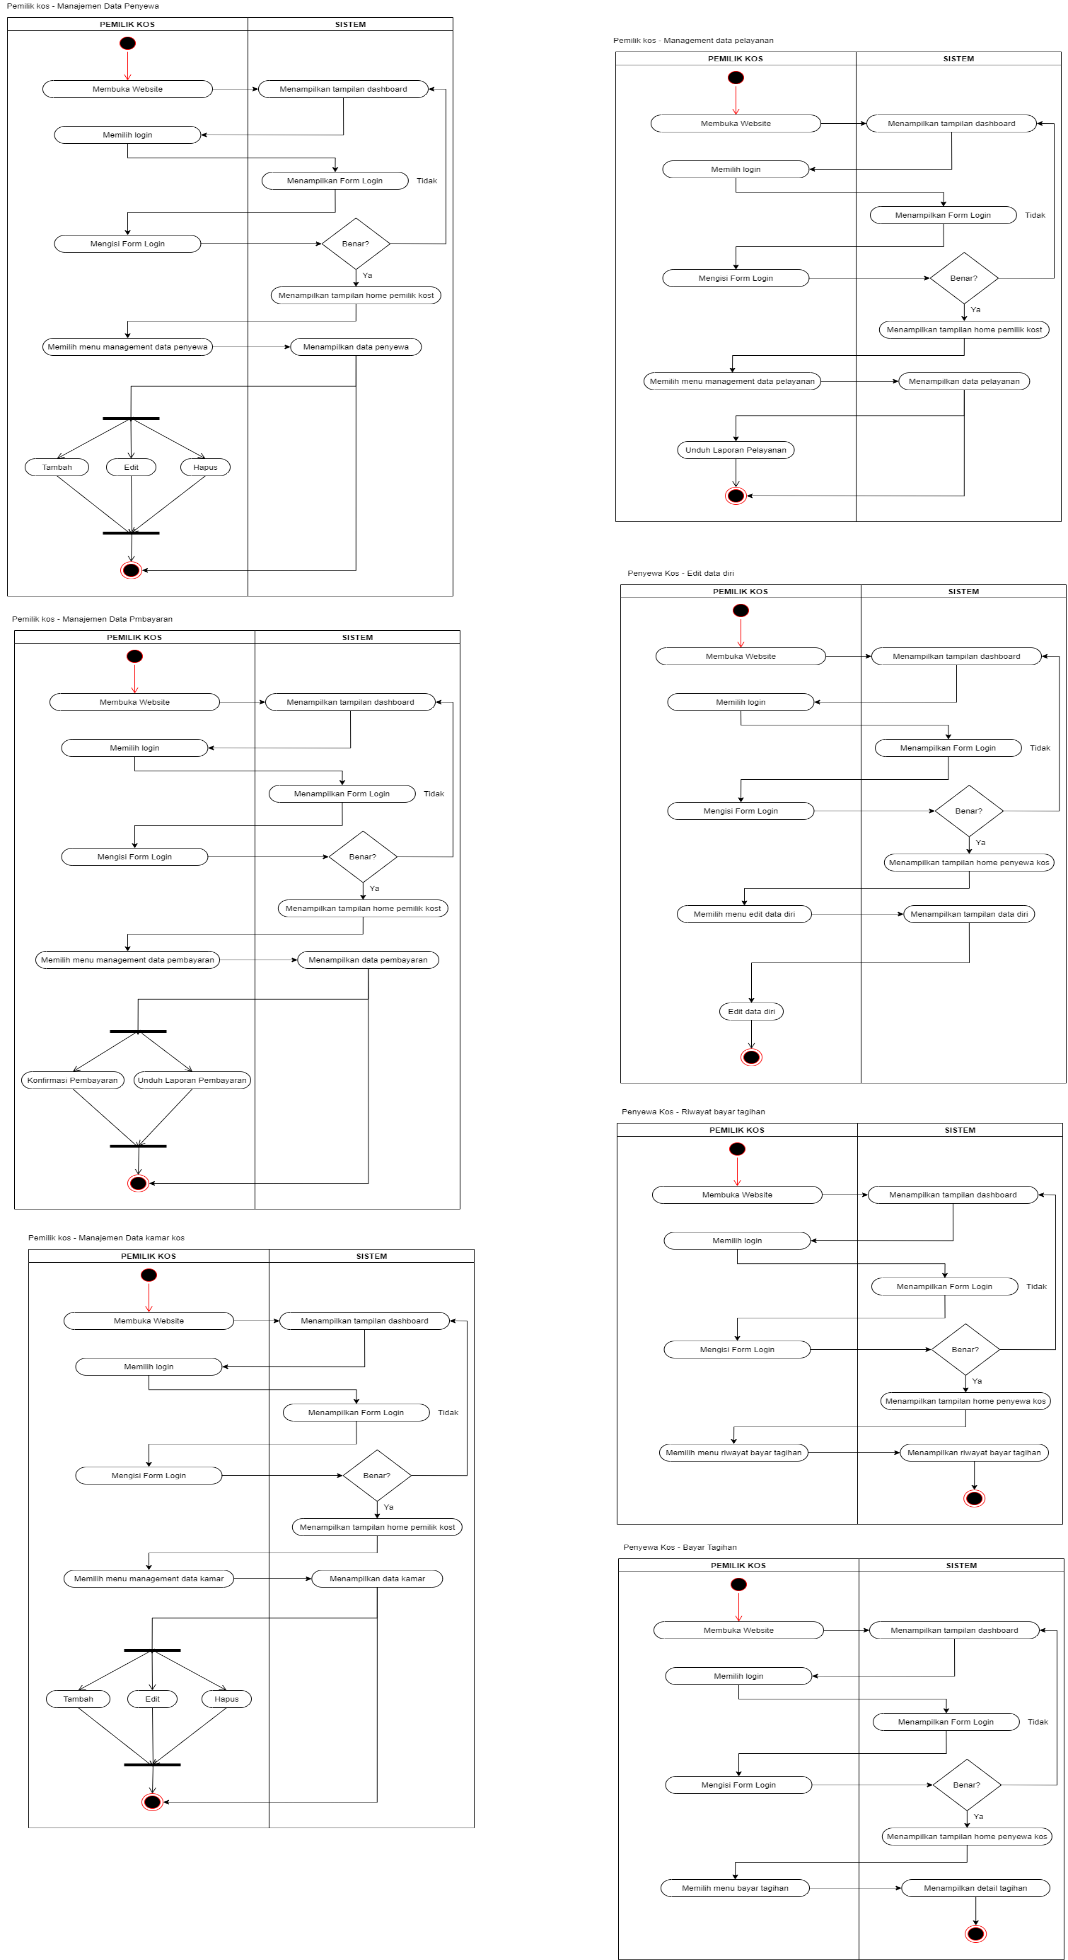 Pemilik kos - Manajemen Data Penyewa
PEMILIK KOS
SISTEM
Membuka Website
Menampilkan tampilan dashboard
Memilih login
Menampilkan Form Login
Tidak
Mengisi Form Login
Benar?
Ya
Menampilkan tampilan home pemilik kost
Memilih menu management data penyewa
Menampilkan data penyewa
Tambah
Edit
Hapus
Pemilik kos - Manajemen Data Pmbayaran
PEMILIK KOS
SISTEM
Membuka Website
Menampilkan tampilan dashboard
Memilih login
Menampilkan Form Login
Tidak
Mengisi Form Login
Benar?
Ya
Menampilkan tampilan home pemilik kost
Memilih menu management data pembayaran
Menampilkan data pembayaran
Konfirmasi Pembayaran
Unduh Laporan Pembayaran
Pemilik kos - Manajemen Data kamar kos
PEMILIK KOS
SISTEM
Membuka Website
Menampilkan tampilan dashboard
Memilih login
Menampilkan Form Login
Tidak
Mengisi Form Login
Benar?
Ya
Menampilkan tampilan home pemilik kost
Memilih menu management data kamar
Menampilkan data kamar
Tambah
Edit
Hapus
Pemilik kos - Management data pelayanan
PEMILIK KOS
SISTEM
Membuka Website
Menampilkan tampilan dashboard
Memilih login
Menampilkan Form Login
Tidak
Mengisi Form Login
Benar?
Ya
Menampilkan tampilan home pemilik kost
Memilih menu management data pelayanan
Menampilkan data pelayanan
Unduh Laporan Pelayanan
Penyewa Kos - Edit data diri
PEMILIK KOS
SISTEM
Membuka Website
Menampilkan tampilan dashboard
Memilih login
Menampilkan Form Login
Tidak
Mengisi Form Login
Benar?
Ya
Menampilkan tampilan home penyewa kos
Memilih menu edit data diri
Menampilkan tampilan data diri
Edit data diri
Penyewa Kos - Riwayat bayar tagihan
PEMILIK KOS
SISTEM
Membuka Website
Menampilkan tampilan dashboard
Memilih login
Menampilkan Form Login
Tidak
Mengisi Form Login
Benar?
Ya
Menampilkan tampilan home penyewa kos
Memilih menu riwayat bayar tagihan
Menampilkan riwayat bayar tagihan
Penyewa Kos - Bayar Tagihan
PEMILIK KOS
SISTEM
Membuka Website
Menampilkan tampilan dashboard
Memilih login
Menampilkan Form Login
Tidak
Mengisi Form Login
Benar?
Ya
Menampilkan tampilan home penyewa kos
Memilih menu bayar tagihan
Menampilkan detail tagihan